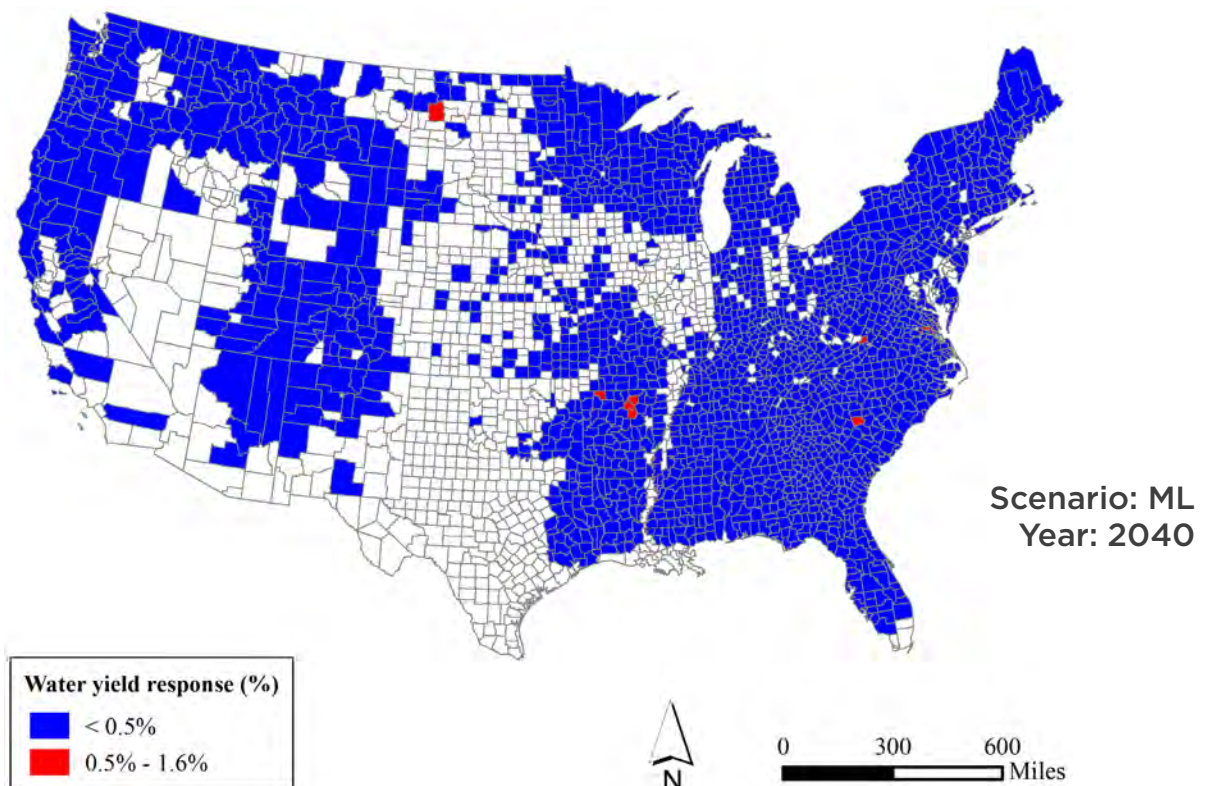 Scenario: ML
Year: 2040
Water yield response (%)
< 0.5%
0.5% - 1.6%
N
0 300 600
Miles